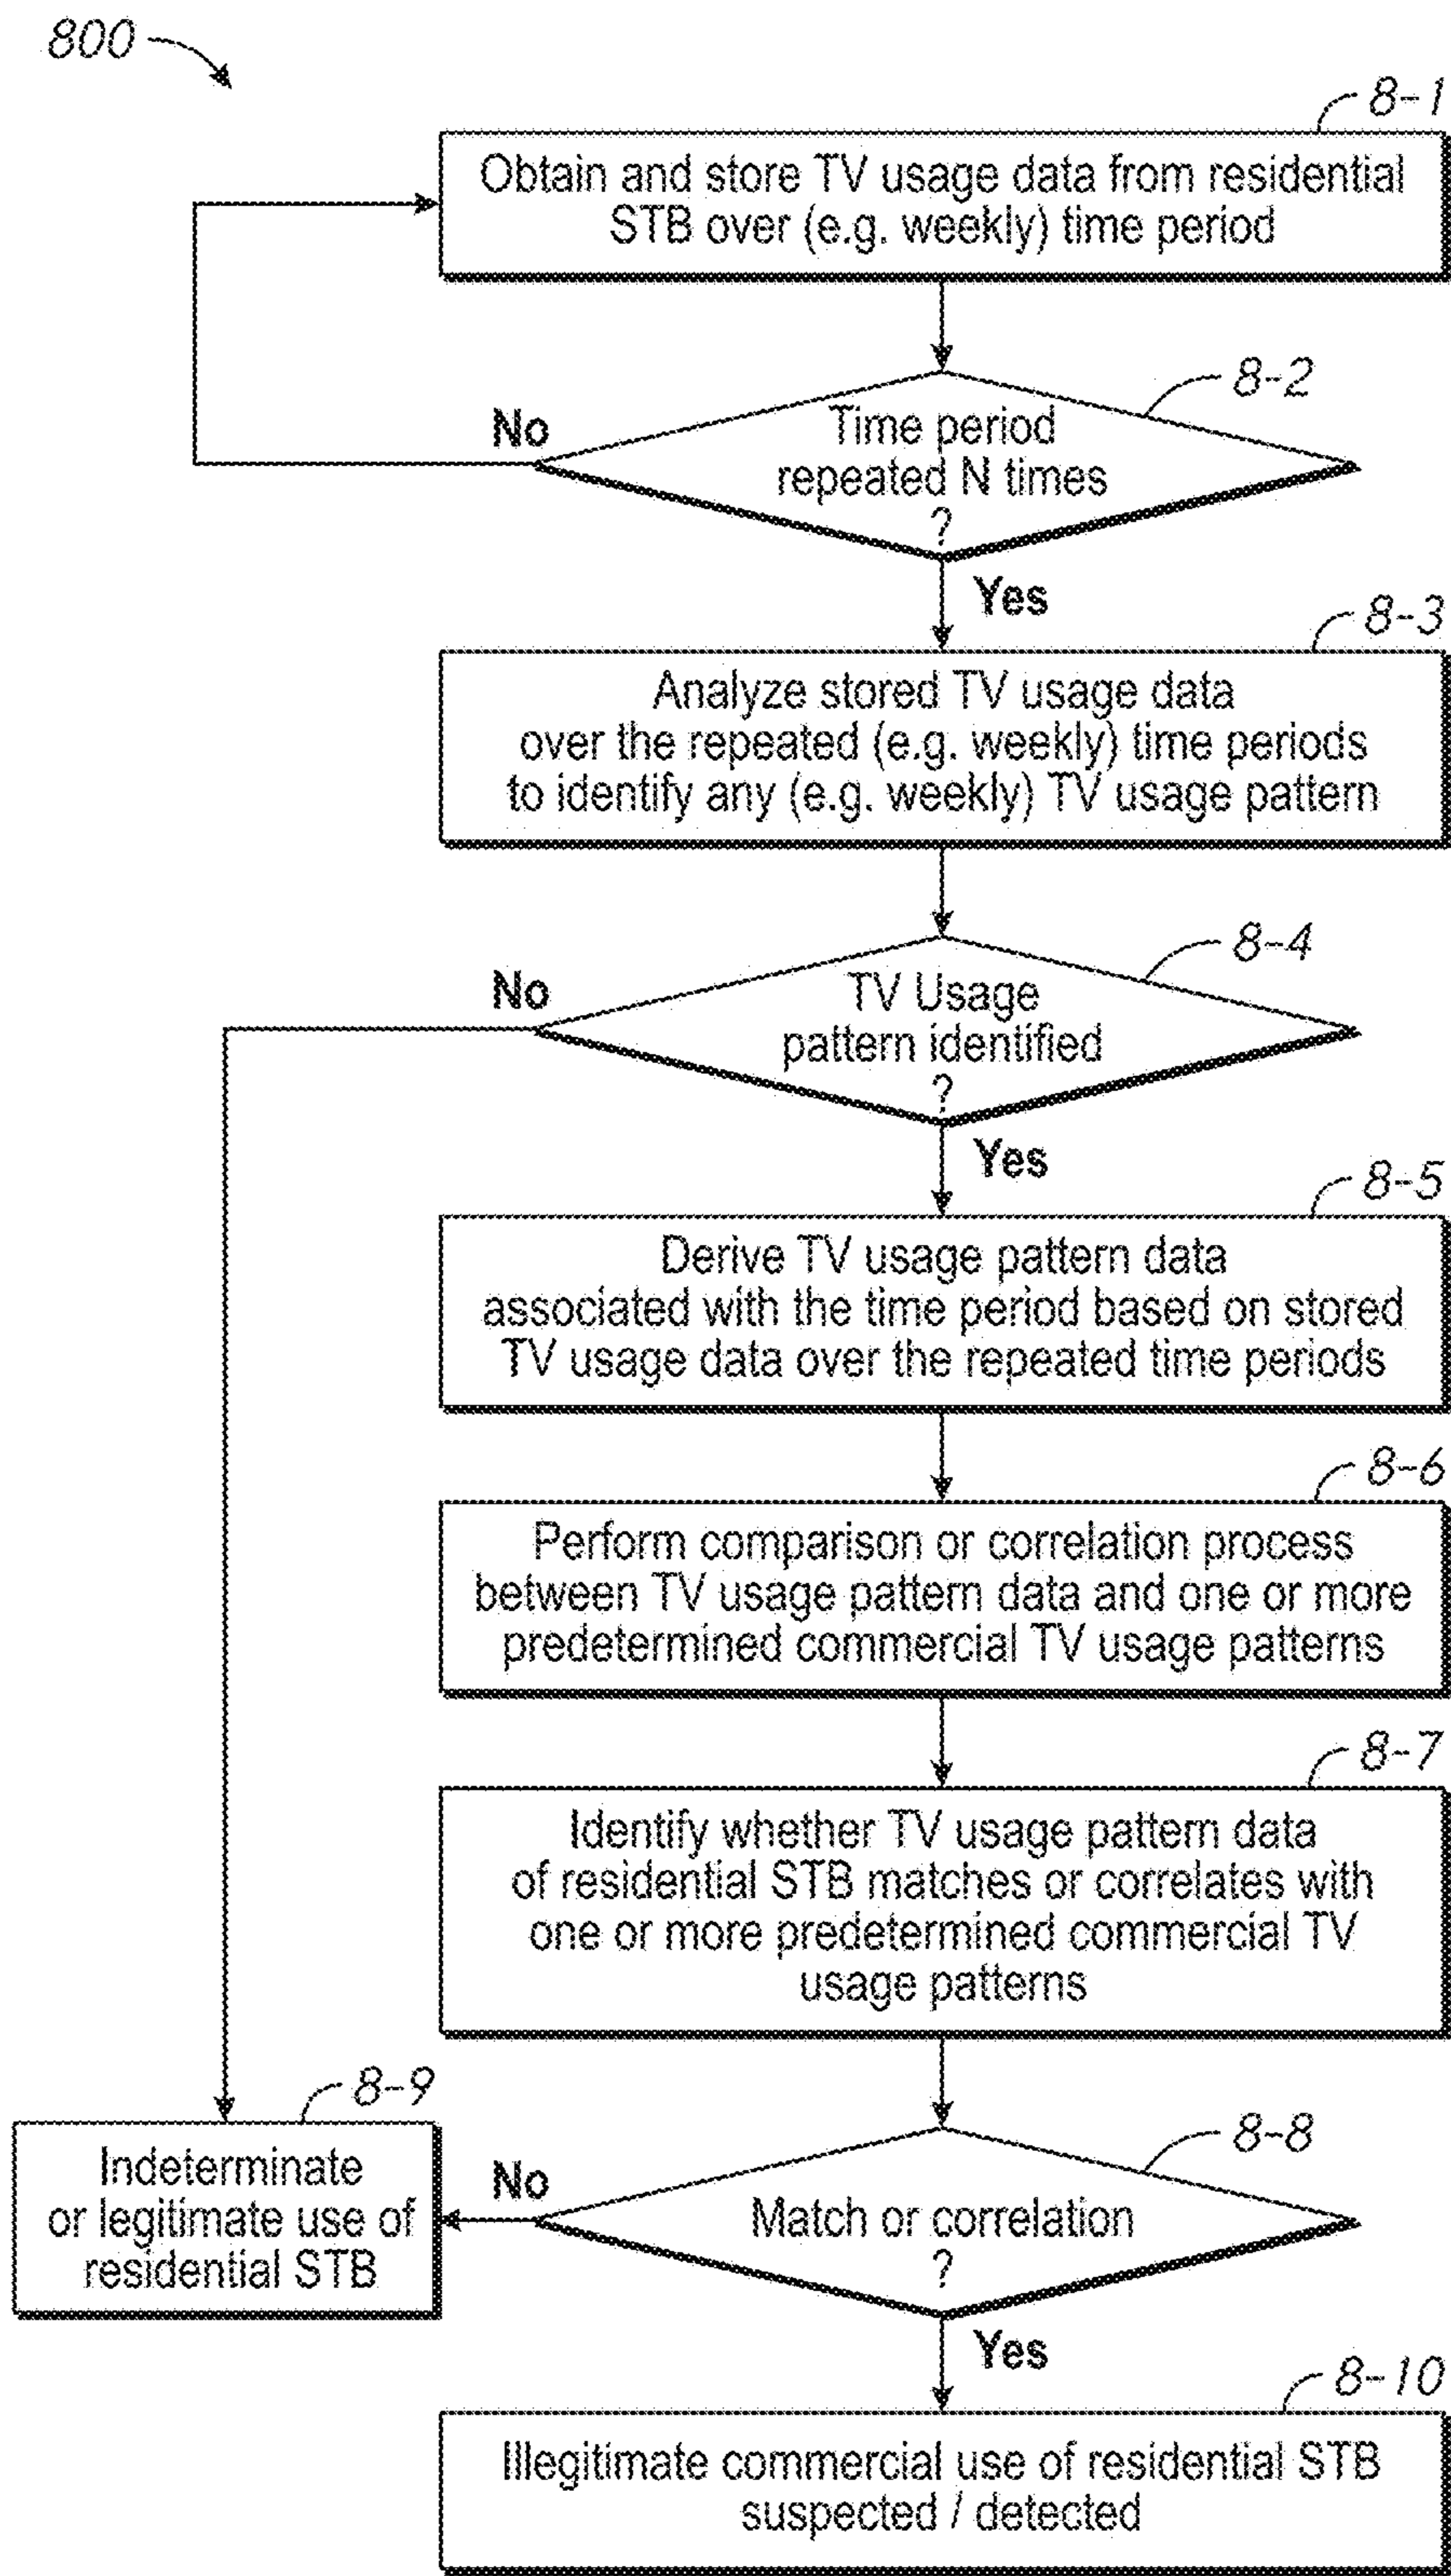 800
8-1
Obtain and store TV usage data from residential
STB over (e.g. weekly) time period
8-2
No
Time period
repeated N times
?
Yes
8-3
Analyze stored TV usage data
over the repeated (e.g. weekly) time periods
to identify any (e.g. weekly) TV usage pattern
8-4
No
TV Usage
pattern identified
?
Yes
8-5
Derive TV usage pattern data
associated with the time period based on stored
TV usage data over the repeated time periods
8-6
Perform comparison or correlation process
between TV usage pattern data and one or more
predetermined commercial TV usage patterns
8-7
Identify whether TV usage pattern data
of residential STB matches or correlates with
one or more predetermined commercial TV
usage patterns
8-9
Indeterminate
or legitimate use of
residential STB
8-8
No
Match or correlation
?
Yes
8-10
Illegitimate commercial use of residential STB
suspected / detected